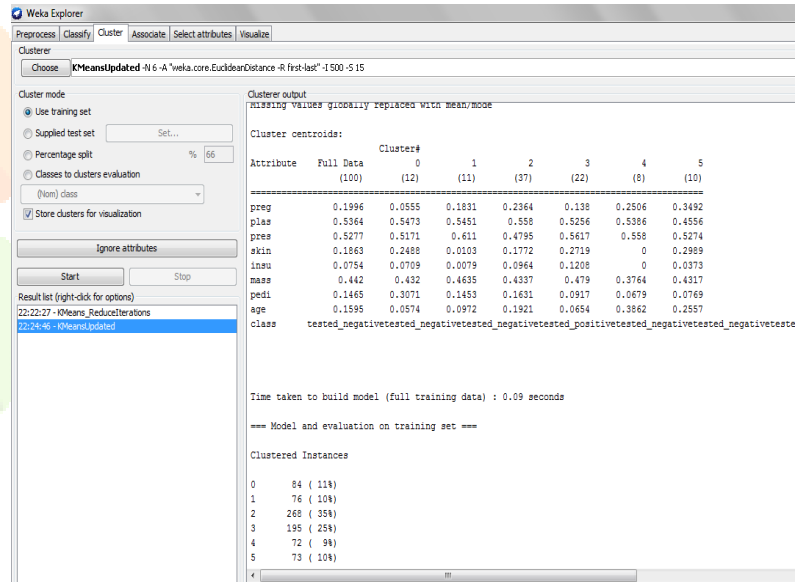 Weka Explorer
Preprocess Classify Cluster Associate Select attributes Visualize
Clusterer
Choose KMeansUpdated -N 6 -A "weka.core.EuclideanDistance -R first-last" -I 500 -S 15
Cluster mode
Use training set
Supplied test set Set...
Percentage split % 66
Classes to clusters evaluation
(Nom) class
Store clusters for visualization
Ignore attributes
Start Stop
Result list (right-click for options)
22:22:27 - KMeans_ReduceIterations
22:24:46 - KMeansUpdated
Clusterer output
Missing values globally replaced with mean/mode
Cluster centroids:
Cluster#
Attribute Full Data 0 1 2 3 4 5
(100) (12) (11) (37) (22) (8) (10)
==========================================================================================
preg 0.1996 0.0555 0.1831 0.2364 0.138 0.2506 0.3492
plas 0.5364 0.5473 0.5451 0.558 0.5256 0.5386 0.4556
pres 0.5277 0.5171 0.611 0.4795 0.5617 0.558 0.5274
skin 0.1863 0.2488 0.0103 0.1772 0.2719 0 0.2989
insu 0.0754 0.0709 0.0079 0.0964 0.1208 0 0.0373
mass 0.442 0.432 0.4635 0.4337 0.479 0.3764 0.4317
pedi 0.1465 0.3071 0.1453 0.1631 0.0917 0.0679 0.0769
age 0.1595 0.0574 0.0972 0.1921 0.0654 0.3862 0.2557
class tested_negativetested_negativetested_negativetested_positivetested_negativetested_negativeteste
Time taken to build model (full training data) : 0.09 seconds
=== Model and evaluation on training set ===
Clustered Instances
0 84 ( 11%)
1 76 ( 10%)
2 268 ( 35%)
3 195 ( 25%)
4 72 ( 9%)
5 73 ( 10%)